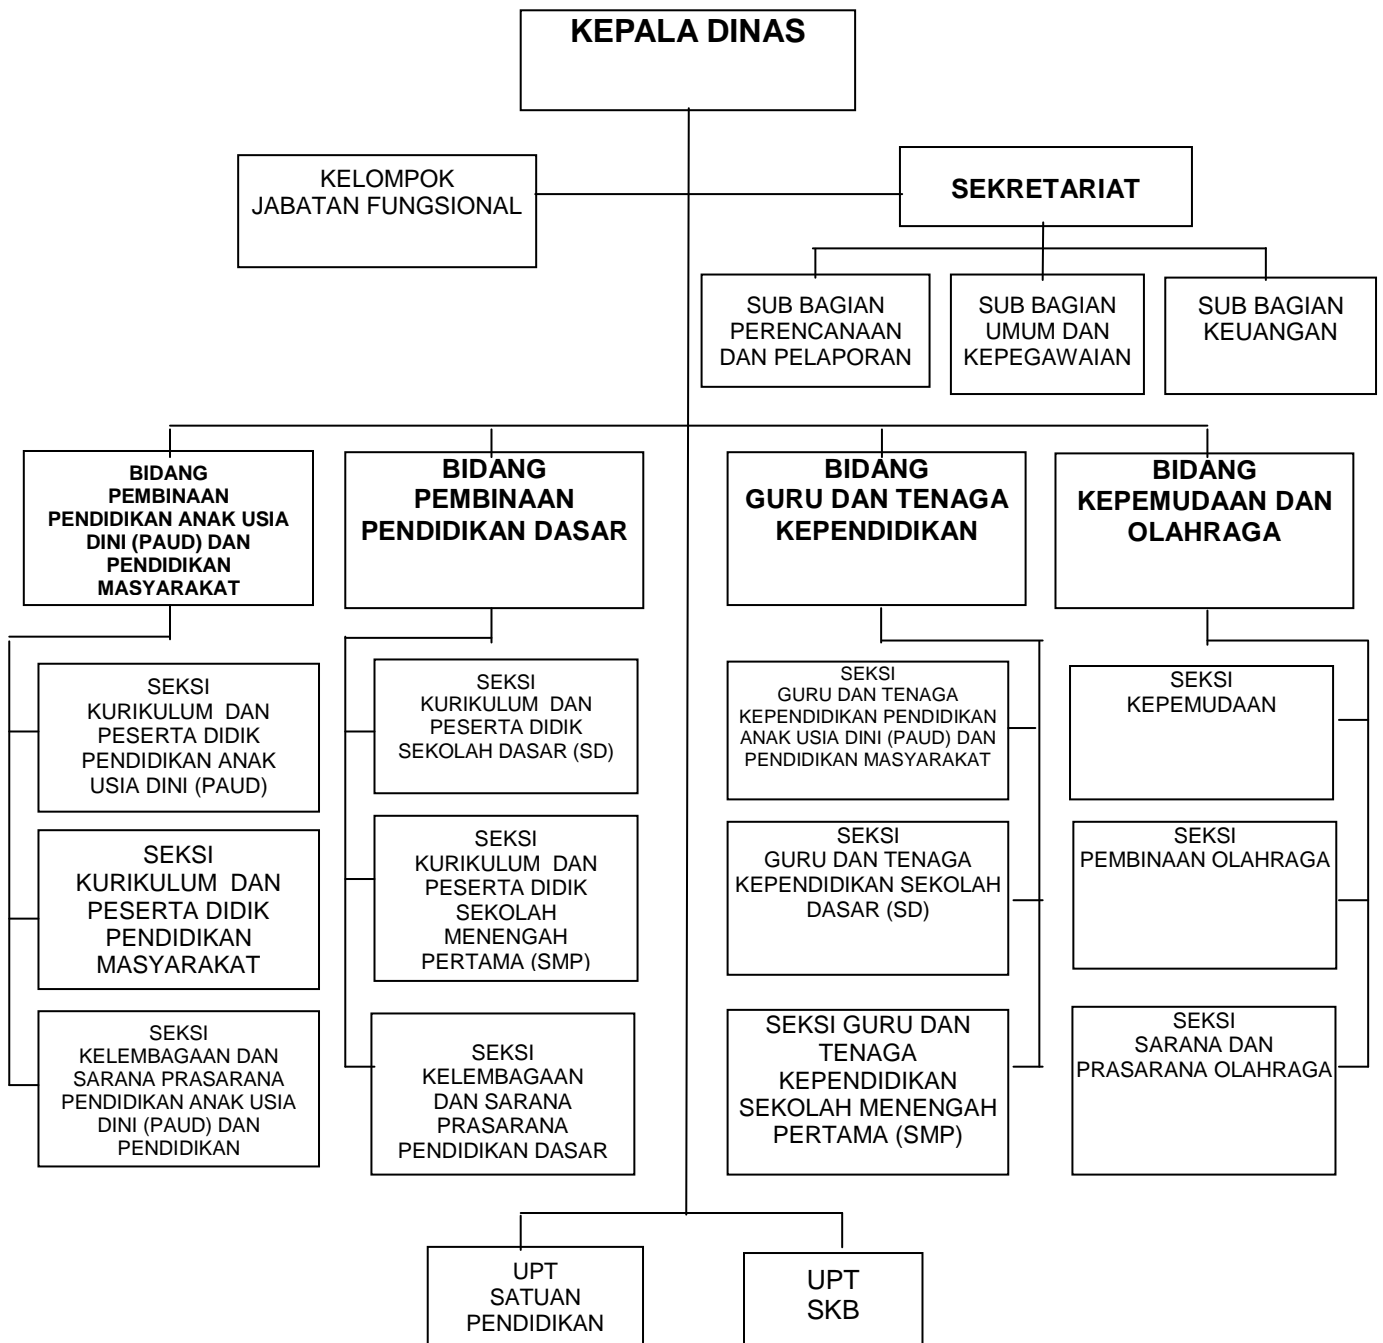 KEPALA DINAS
KELOMPOK
JABATAN FUNGSIONAL
SEKRETARIAT
SUB BAGIAN
PERENCANAAN
DAN PELAPORAN
SUB BAGIAN
UMUM DAN
KEPEGAWAIAN
SUB BAGIAN
KEUANGAN
BIDANG
PEMBINAAN
PENDIDIKAN ANAK USIA
DINI (PAUD) DAN
PENDIDIKAN
MASYARAKAT
BIDANG
PEMBINAAN
PENDIDIKAN DASAR
BIDANG
GURU DAN TENAGA
KEPENDIDIKAN
BIDANG
KEPEMUDAAN DAN
OLAHRAGA
SEKSI
KURIKULUM DAN
PESERTA DIDIK
PENDIDIKAN ANAK
USIA DINI (PAUD)
SEKSI
KURIKULUM DAN
PESERTA DIDIK
SEKOLAH DASAR (SD)
SEKSI
GURU DAN TENAGA
KEPENDIDIKAN PENDIDIKAN
ANAK USIA DINI (PAUD) DAN
PENDIDIKAN MASYARAKAT
SEKSI
KEPEMUDAAN
SEKSI
KURIKULUM DAN
PESERTA DIDIK
PENDIDIKAN
MASYARAKAT
SEKSI
KURIKULUM DAN
PESERTA DIDIK
SEKOLAH
MENENGAH
PERTAMA (SMP)
SEKSI
GURU DAN TENAGA
KEPENDIDIKAN SEKOLAH
DASAR (SD)
SEKSI
PEMBINAAN OLAHRAGA
SEKSI
KELEMBAGAAN DAN
SARANA PRASARANA
PENDIDIKAN ANAK USIA
DINI (PAUD) DAN
PENDIDIKAN
SEKSI
KELEMBAGAAN
DAN SARANA
PRASARANA
PENDIDIKAN DASAR
SEKSI GURU DAN
TENAGA
KEPENDIDIKAN
SEKOLAH MENENGAH
PERTAMA (SMP)
SEKSI
SARANA DAN
PRASARANA OLAHRAGA
UPT
SATUAN
PENDIDIKAN
UPT
SKB